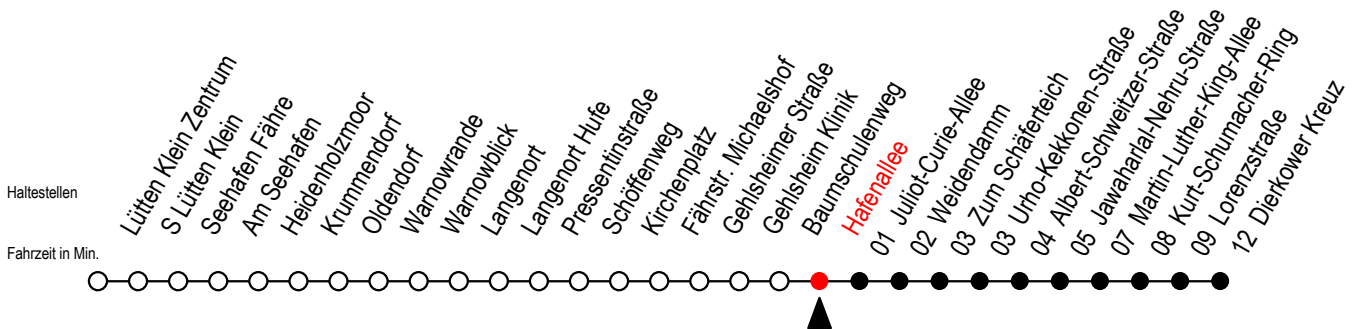 Haltestellen
Fahrzeit in Min.
Lütten Klein Zentrum
S Lütten Klein
Seehafen Fähre
Am Seehafen
Heidenholzmoor
Krummendorf
Oldendorf
Warnowrande
Warnowblick
Langenort
Langenort Hufe
Pressentinstraße
Schöffenweg
Kirchenplatz
Fährstr. Michaelshof
Gehlsheimer Straße
Gehlsheim Klinik
Baumschulenweg
Hafenallee
01 Juliot-Curie-Allee
02 Weidendamm
03 Zum Schäferteich
03 Urho-Kekkonen-Straße
04 Albert-Schweitzer-Straße
05 Jawaharlal-Nehru-Straße
07 Martin-Luther-King-Allee
08 Kurt-Schumacher-Ring
09 Lorenzstraße
12 Dierkower Kreuz